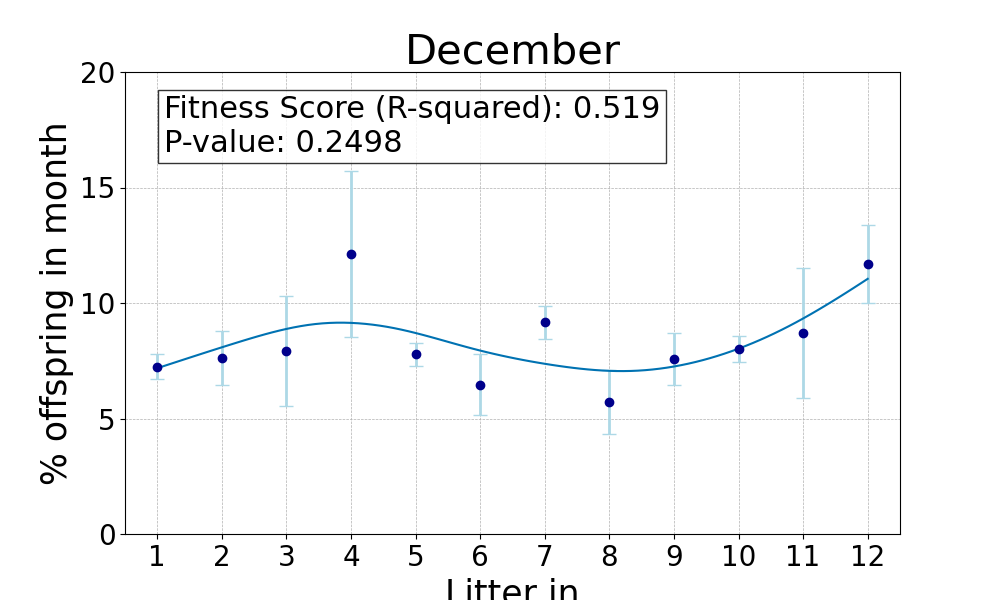 December
Fitness Score (R-squared): 0.519
P-value: 0.2498
% offspring in month
20
15
10
5
0
1 2 3 4 5 6 7 8 9 10 11 12
Litter in